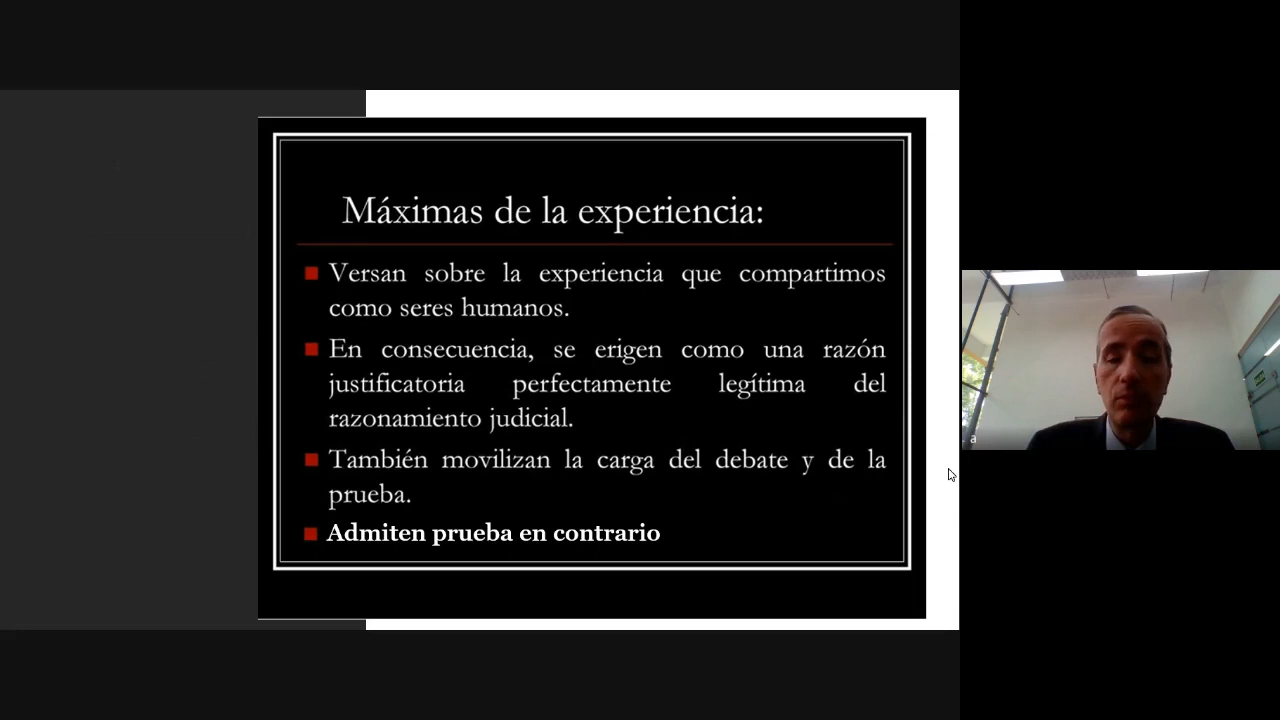 Máximas de la experiencia:
Versan sobre la experiencia que compartimos
como seres humanos.
En consecuencia, se erigen como una razón
justificatoria perfectamente legítima del
razonamiento judicial.
También movilizan la carga del debate y de la
prueba.
Admiten prueba en contrario
a